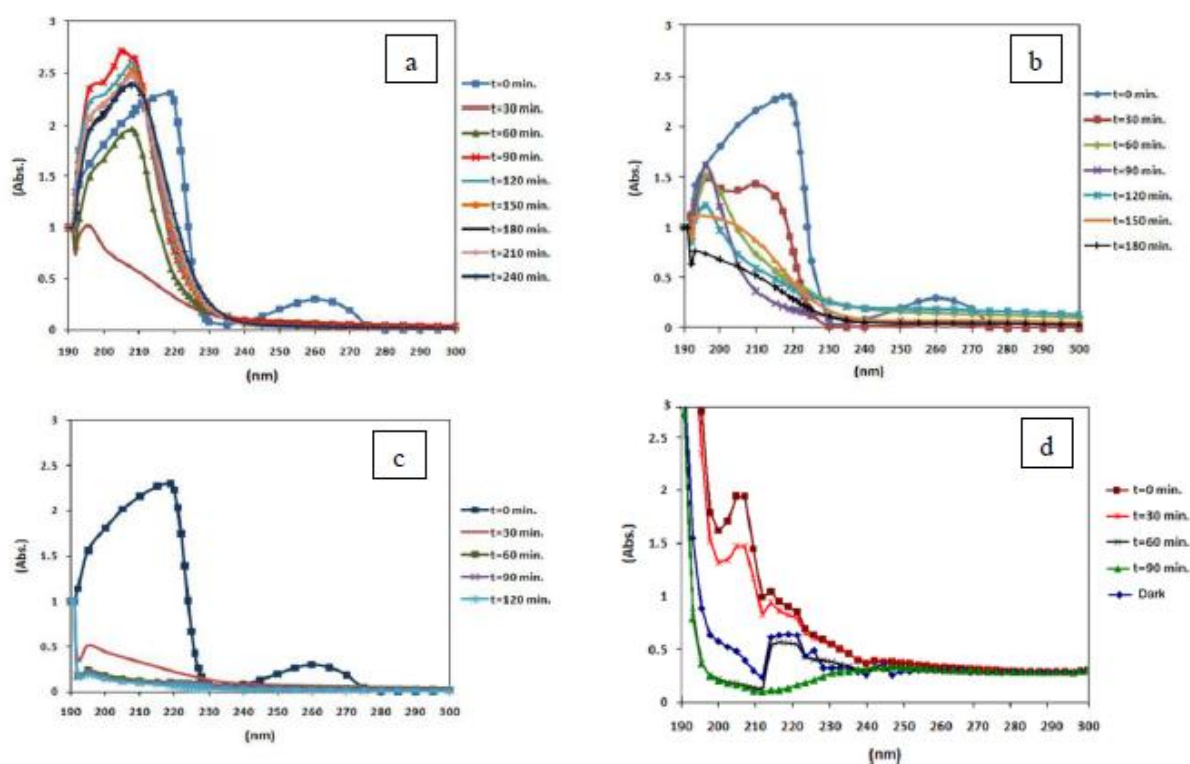 a
3
2.5
2
1.5
1
0.5
0
(Abs.)
190 200 210 220 230 240 250 260 270 280 290 300
(nm)
t=0 min.
t=30 min.
t=60 min.
t=90 min.
t=120 min.
t=150 min.
t=180 min.
t=210 min.
t=240 min.
b
3
2.5
2
1.5
1
0.5
0
(Abs.)
190 200 210 220 230 240 250 260 270 280 290 300
(nm)
t=0 min.
t=30 min.
t=60 min.
t=90 min.
t=120 min.
t=150 min.
t=180 min.
c
3
2.5
2
1.5
1
0.5
0
(Abs.)
190 200 210 220 230 240 250 260 270 280 290 300
(nm)
t=0 min.
t=30 min.
t=60 min.
t=90 min.
t=120 min.
d
3
2.5
2
1.5
1
0.5
0
(Abs.)
190 200 210 220 230 240 250 260 270 280 290 300
(nm)
t=0 min.
t=30 min.
t=60 min.
t=90 min.
Dark